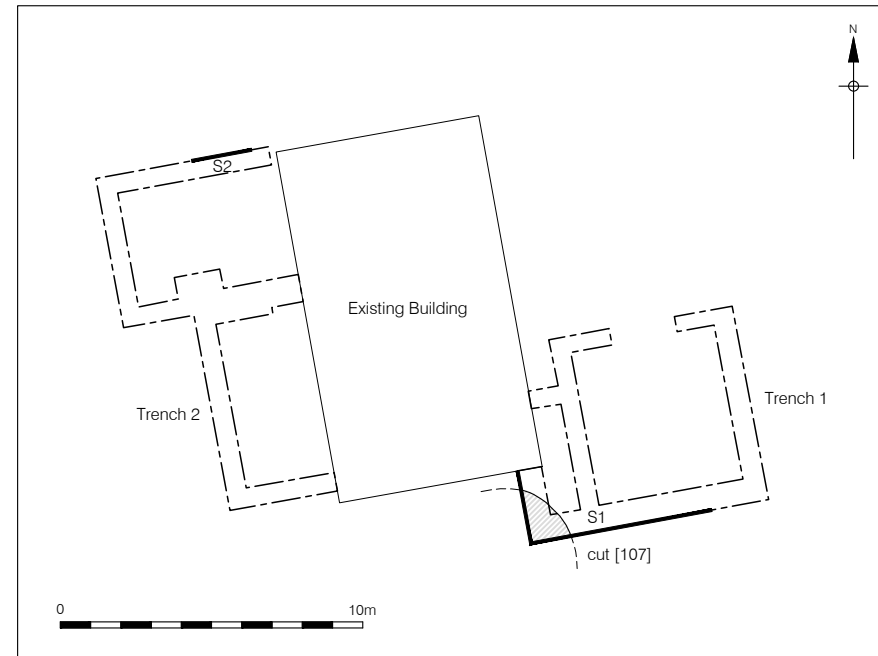 N
S2
Existing Building
Trench 2
Trench 1
S1
cut [107]
0
10m